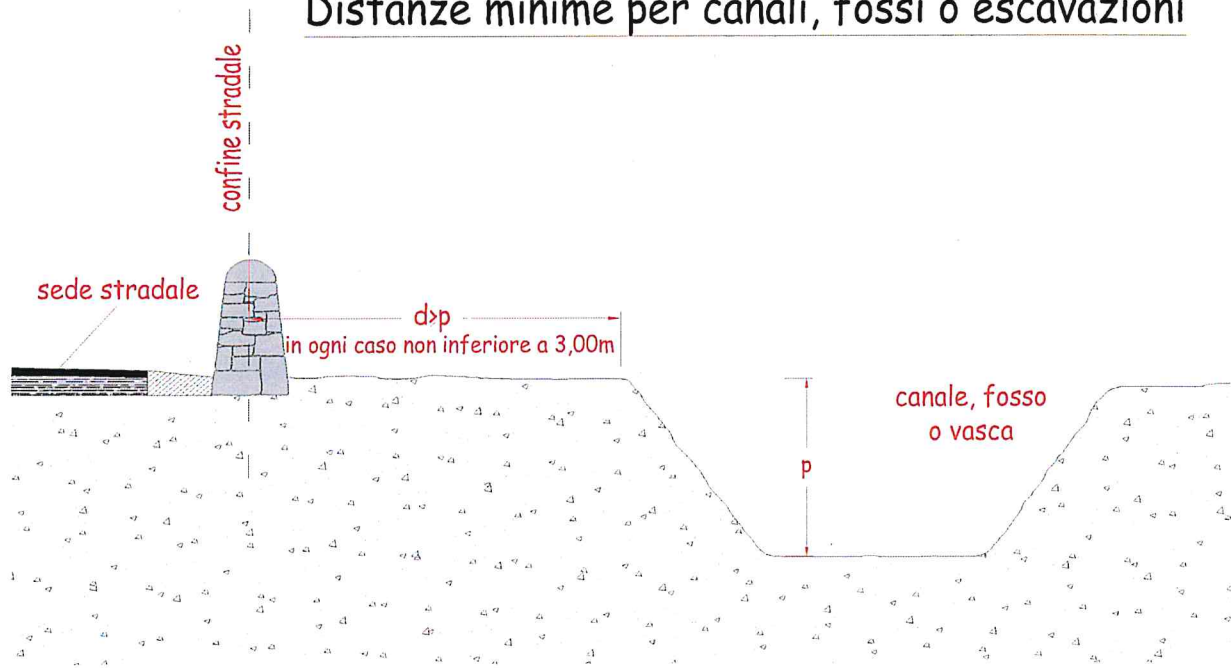 Distanze minime per canali, fossi o escavazioni
confine stradale
sede stradale
d>p
in ogni caso non inferiore a 3,00m
canale, fosso
o vasca
p